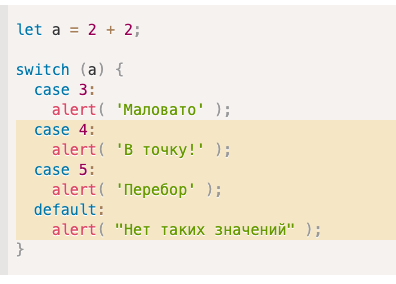 let a = 2 + 2;

switch (a) {
  case 3:
    alert( 'Маловато' );
  case 4:
    alert( 'В точку!' );
  case 5:
    alert( 'Перебор' );
  default:
    alert( "Нет таких значений" );
}